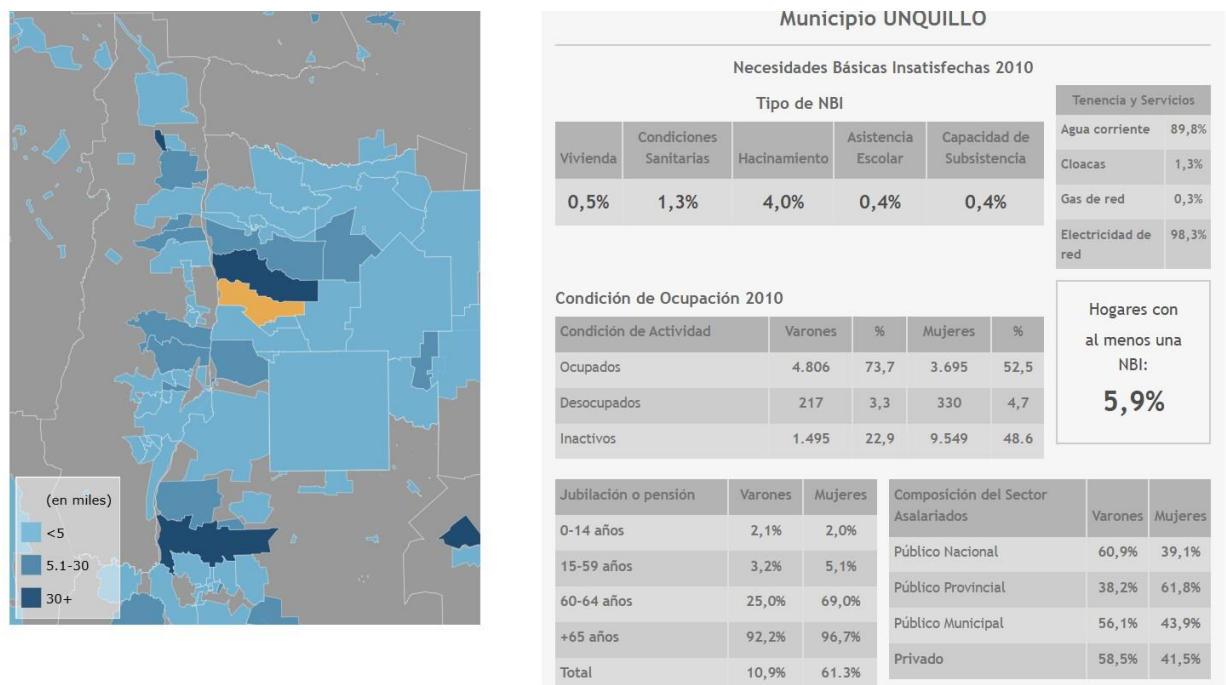 (en miles)
<5
5.1-30
30+
Municipio UNQUILLO
Necesidades Básicas Insatisfechas 2010
Tipo de NBI
Vivienda Condiciones Sanitarias Hacinamiento Asistencia Escolar Capacidad de Subsistencia
0,5% 1,3% 4,0% 0,4% 0,4%
Tenencia y Servicios
Agua corriente 89,8%
Cloacas 1,3%
Gas de red 0,3%
Electricidad de red 98,3%
Condición de Ocupación 2010
Condición de Actividad Varones % Mujeres %
Ocupados 4.806 73,7 3.695 52,5
Desocupados 217 3,3 330 4,7
Inactivos 1.495 22,9 9.549 48.6
Hogares con
al menos una
NBI:
5,9%
Jubilación o pensión Varones Mujeres
0-14 años 2,1% 2,0%
15-59 años 3,2% 5,1%
60-64 años 25,0% 69,0%
+65 años 92,2% 96,7%
Total 10,9% 61.3%
Composición del Sector Asalariados Varones Mujeres
Público Nacional 60,9% 39,1%
Público Provincial 38,2% 61,8%
Público Municipal 56,1% 43,9%
Privado 58,5% 41,5%